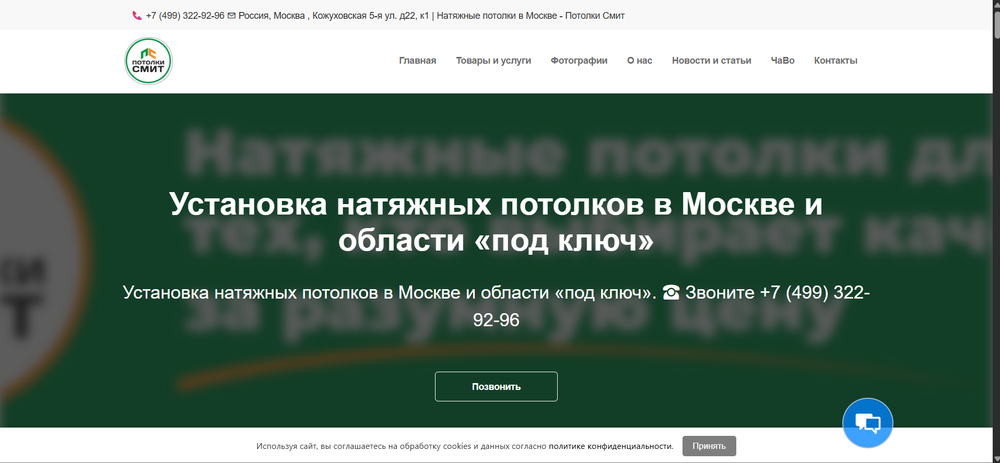 +7 (499) 322-92-96 Россия, Москва , Кожуховская 5-я ул. д22, к1 | Натяжные потолки в Москве - Потолки Смит
ПОТОЛКИ
СМИТ
Главная Товары и услуги Фотографии О нас Новости и статьи ЧаВо Контакты
Натяжные потолки дл
Установка натяжных потолков в Москве и
тех, кто выбирает кач
области «под ключ»
Установка натяжных потолков в Москве и области «под ключ». ☎ Звоните +7 (499) 322-
92-96
за разумную цену
КИ
Т
Позвонить
Используя сайт, вы соглашаетесь на обработку cookies и данных согласно политике конфиденциальности.
Принять